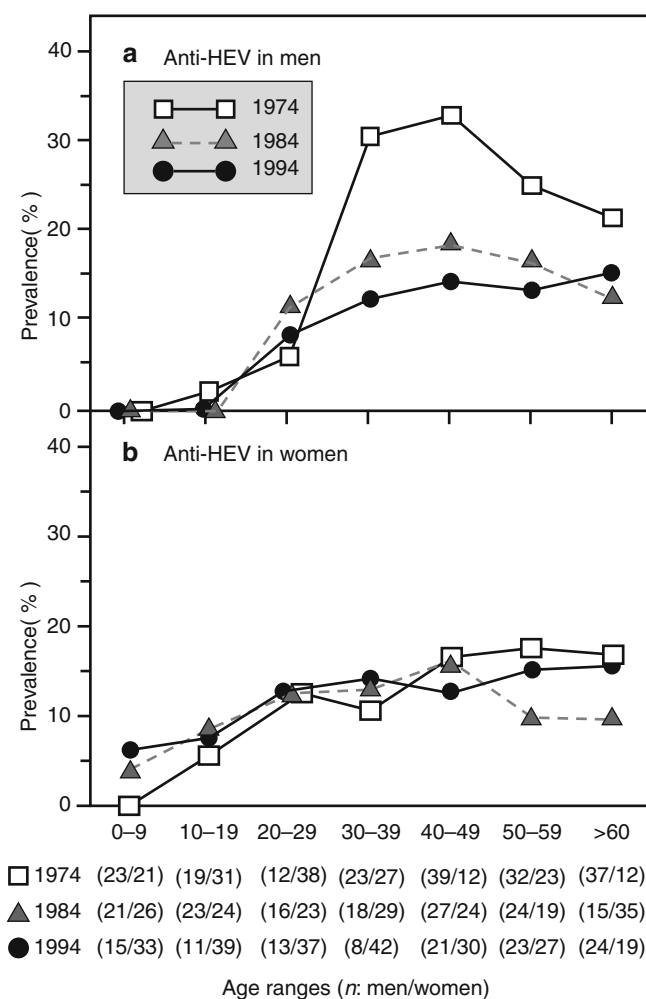 a Anti-HEV in men
1974
1984
1994
40
30
20
10
0
Prevalence( % )
b Anti-HEV in women
40
30
20
10
0
Prevalence( % )
0–9 10–19 20–29 30–39 40–49 50–59 >60
1974 (23/21) (19/31) (12/38) (23/27) (39/12) (32/23) (37/12)
1984 (21/26) (23/24) (16/23) (18/29) (27/24) (24/19) (15/35)
1994 (15/33) (11/39) (13/37) (8/42) (21/30) (23/27) (24/19)
Age ranges (n: men/women)